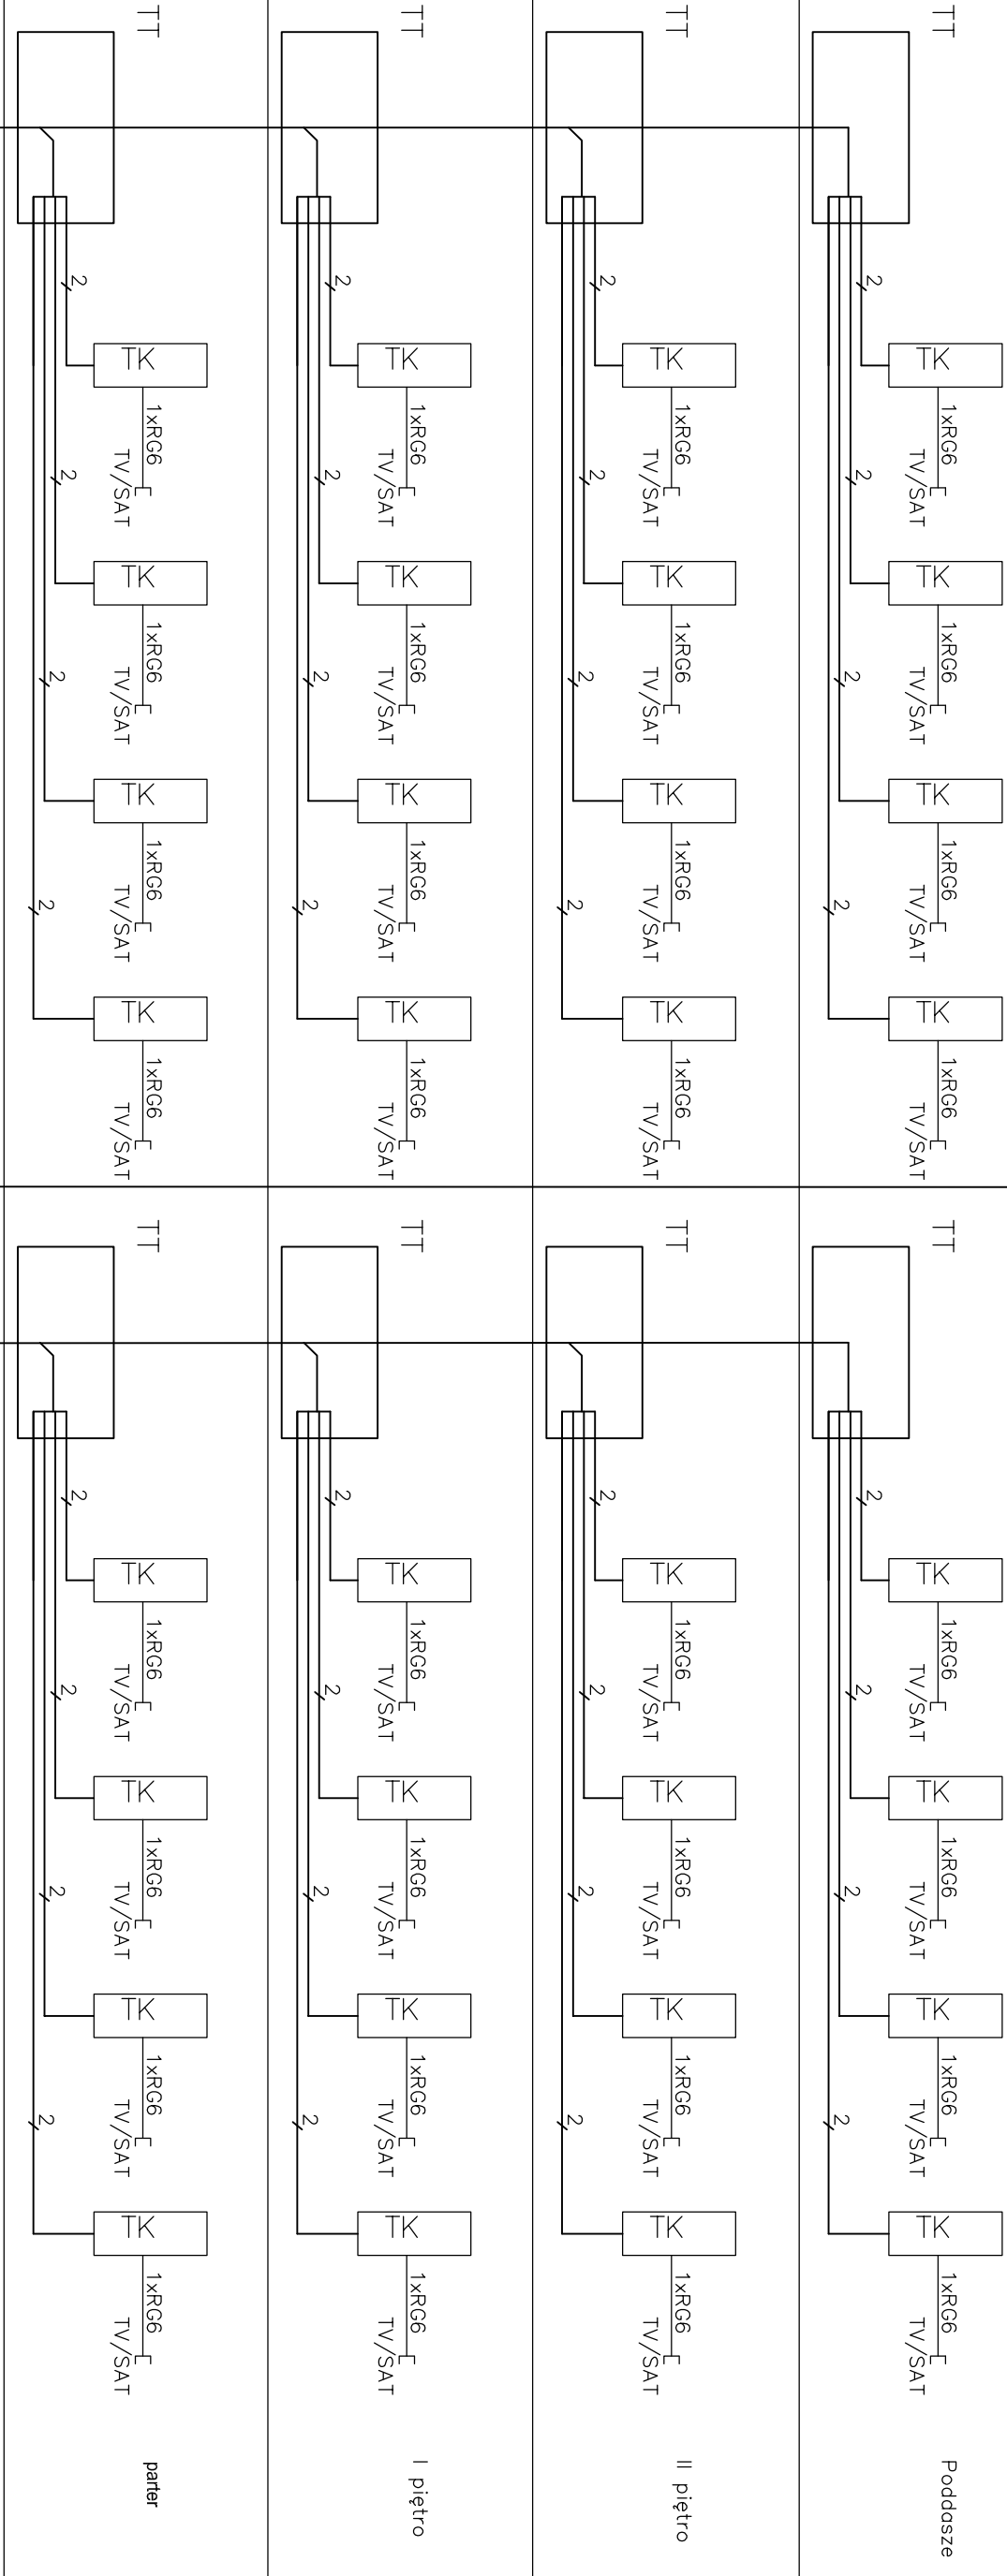 TT 1xRG6 1xRG6 1xRG6 1xRG6 TT 1xRG6 1xRG6 1xRG6 1xRG6 Poddasze
TK TK TK TK TK TK TK TK
TV/SAT TV/SAT TV/SAT TV/SAT TV/SAT TV/SAT TV/SAT TV/SAT
2 2 2 2 2 2 2 2
TT 1xRG6 1xRG6 1xRG6 1xRG6 TT 1xRG6 1xRG6 1xRG6 1xRG6 II piętro
TK TK TK TK TK TK TK TK
TV/SAT TV/SAT TV/SAT TV/SAT TV/SAT TV/SAT TV/SAT TV/SAT
2 2 2 2 2 2 2 2
TT 1xRG6 1xRG6 1xRG6 1xRG6 TT 1xRG6 1xRG6 1xRG6 1xRG6 I piętro
TK TK TK TK TK TK TK TK
TV/SAT TV/SAT TV/SAT TV/SAT TV/SAT TV/SAT TV/SAT TV/SAT
2 2 2 2 2 2 2 2
TT 1xRG6 1xRG6 1xRG6 1xRG6 TT 1xRG6 1xRG6 1xRG6 1xRG6 parter
TK TK TK TK TK TK TK TK
TV/SAT TV/SAT TV/SAT TV/SAT TV/SAT TV/SAT TV/SAT TV/SAT
2 2 2 2 2 2 2 2